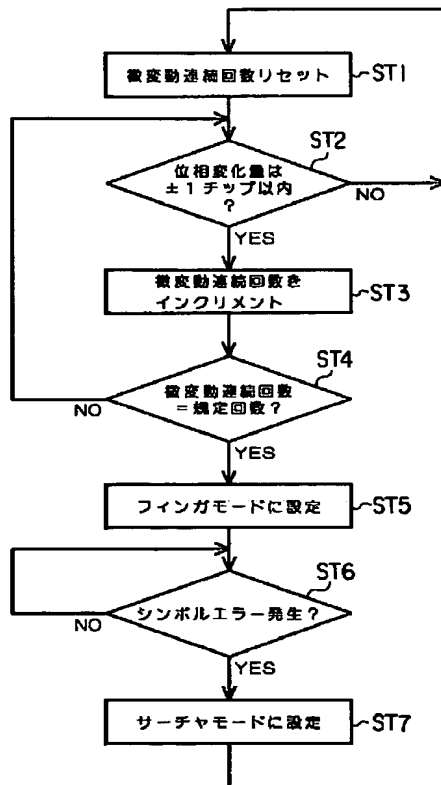 微変動連続回数リセット
ST1
ST2
位相変化量は
±1チップ以内
?
NO
YES
微変動連続回数を
インクリメント
ST3
ST4
微変動連続回数
=規定回数?
NO
YES
フィンガモードに設定
ST5
ST6
シンボルエラー発生?
NO
YES
サーチャモードに設定
ST7